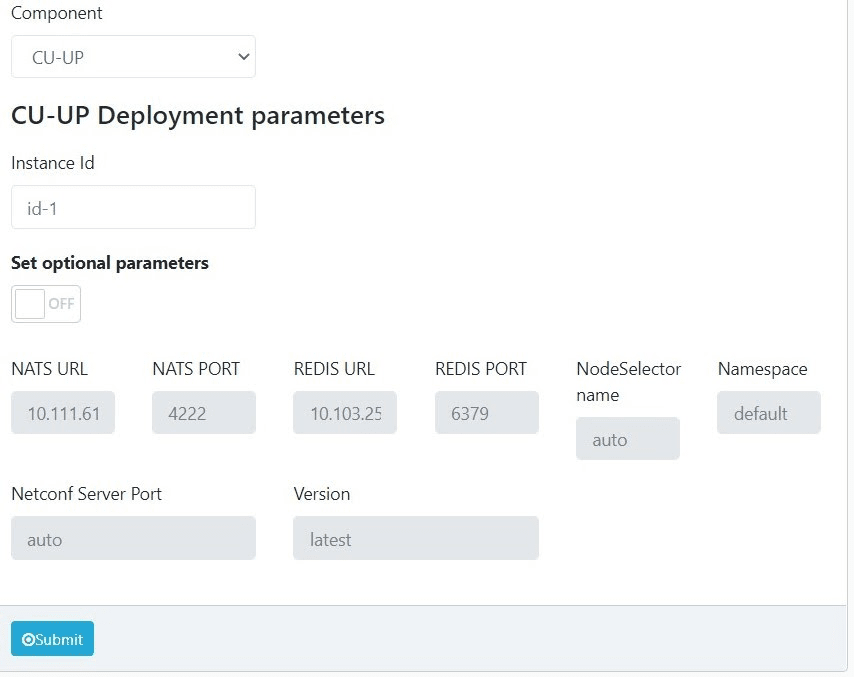 Component
CU-UP
CU-UP Deployment parameters
Instance Id
id-1
Set optional parameters
OFF
NATS URL NATS PORT REDIS URL REDIS PORT NodeSelector name Namespace
10.111.61 4222 10.103.25 6379 auto default
Netconf Server Port Version
auto latest
Submit